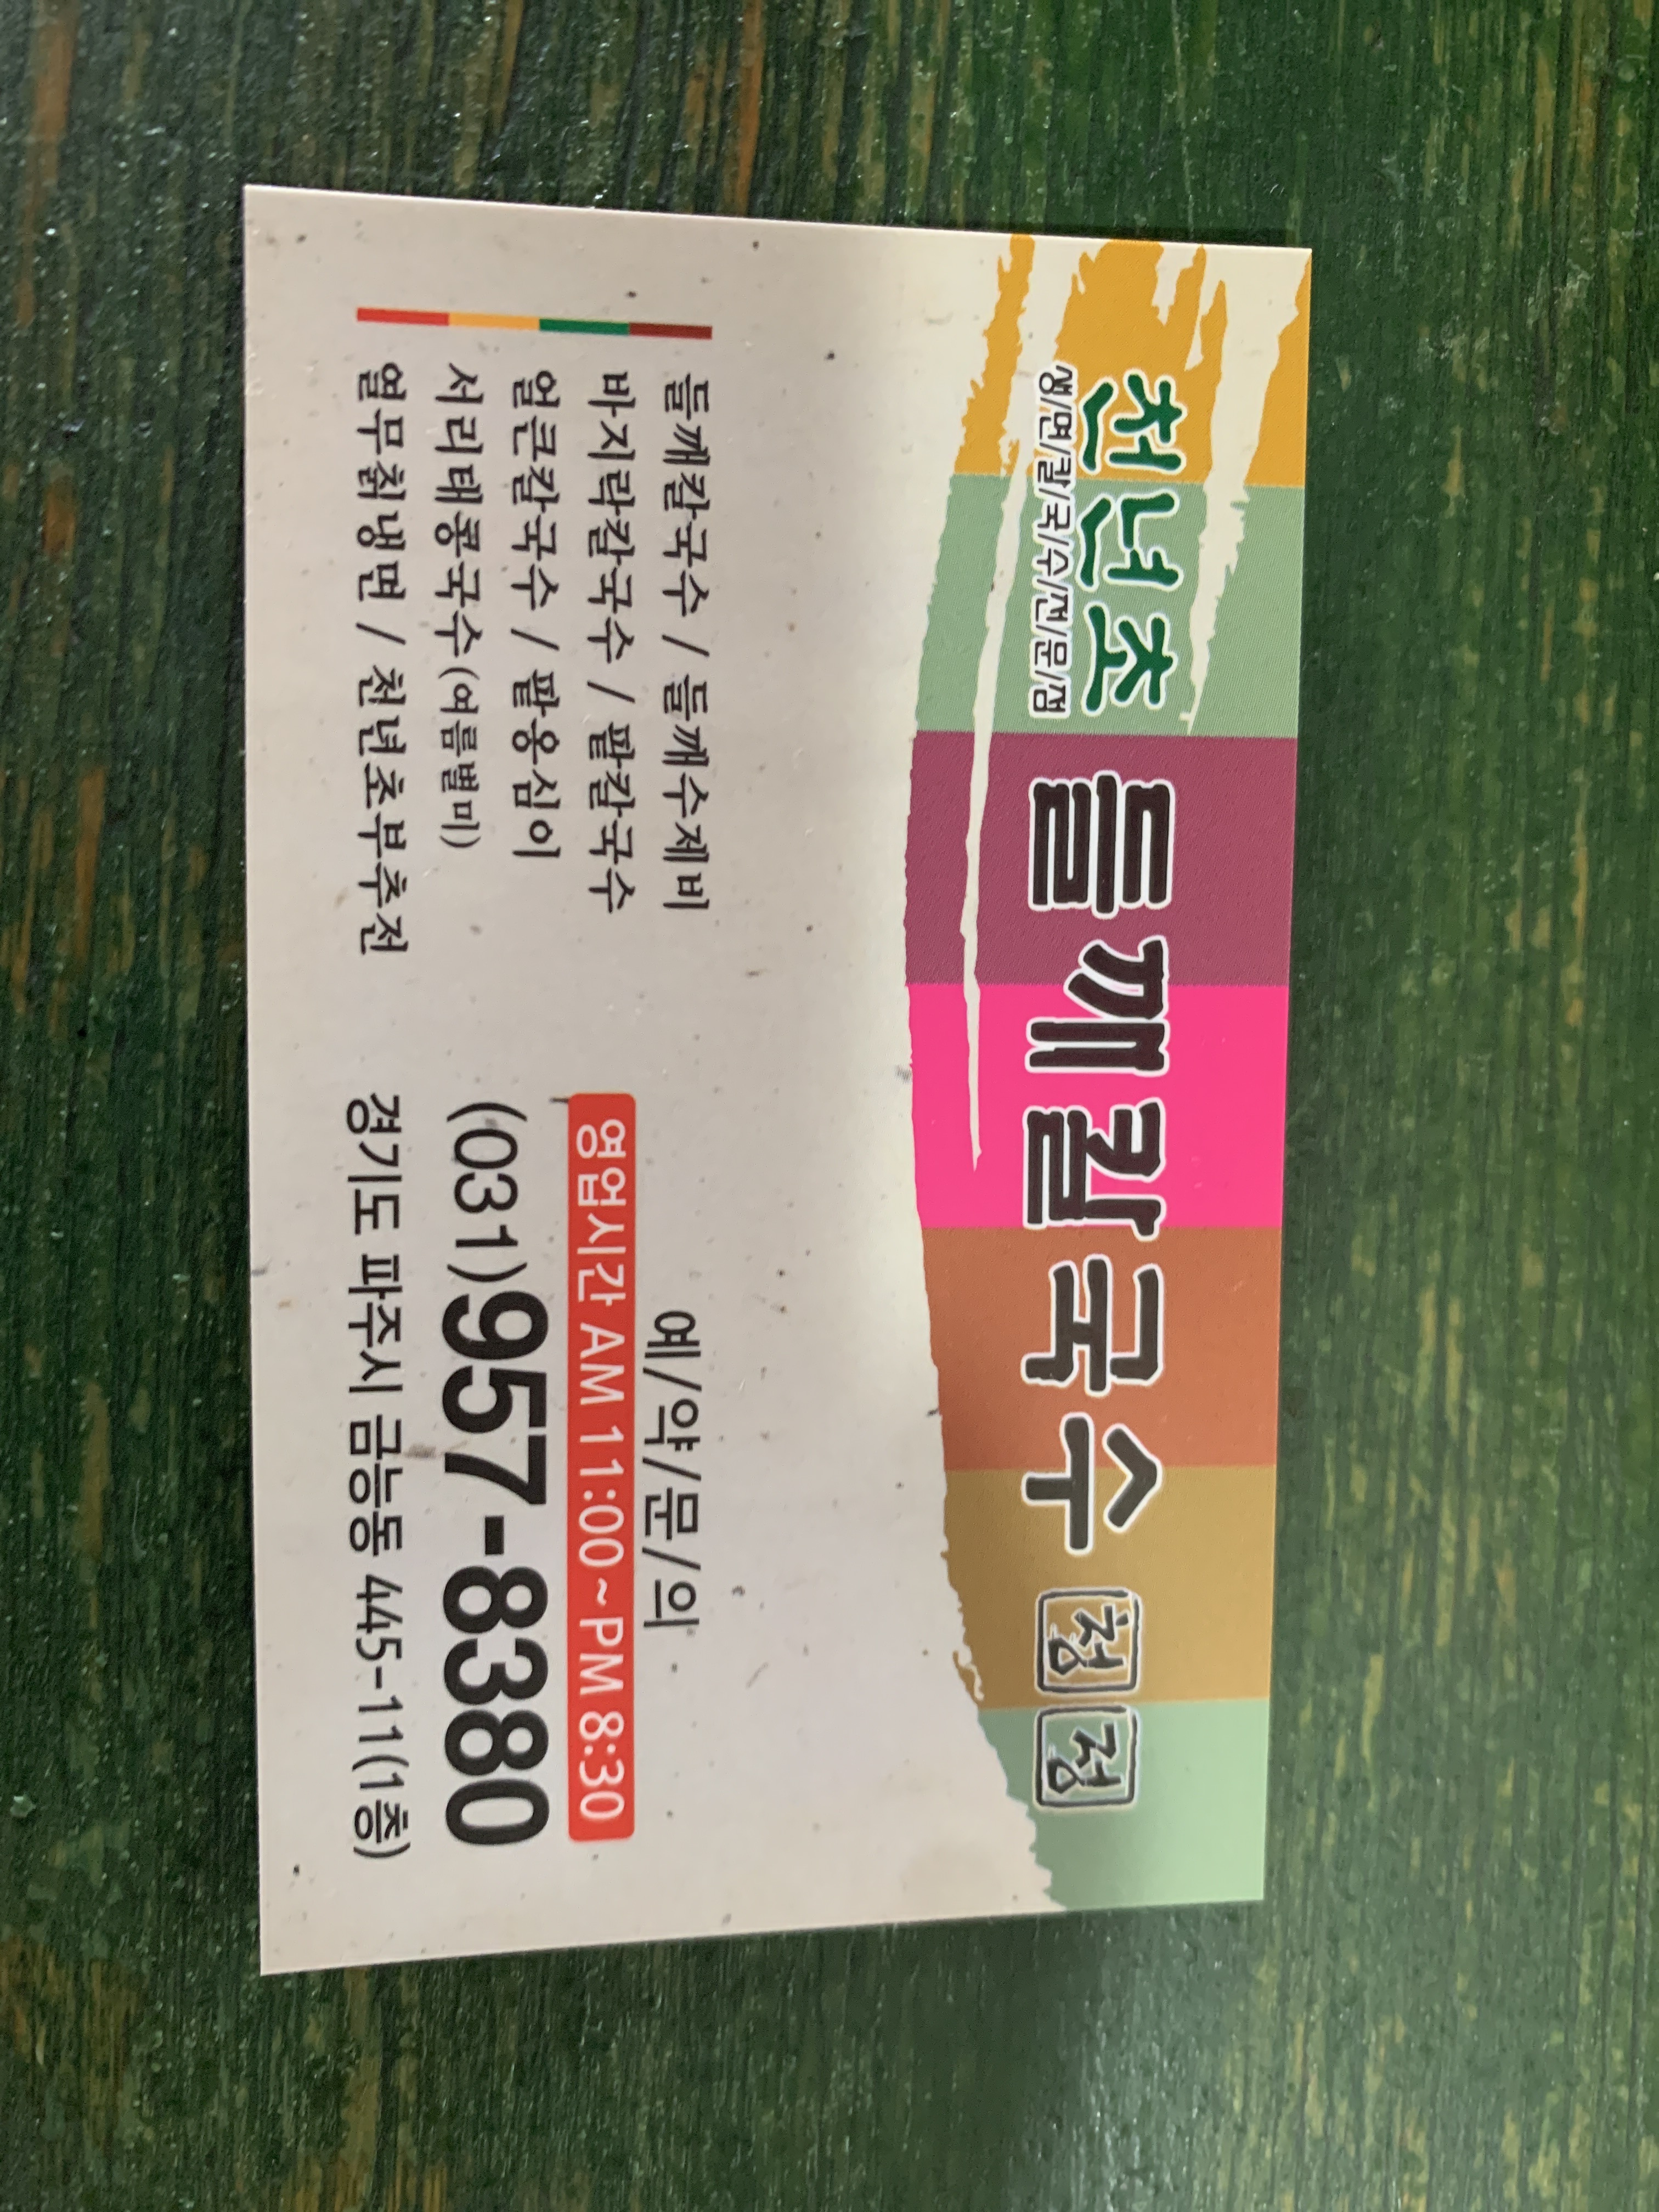 천년초 들깨칼국수 청정
생/면/칼/국/수/전/문/점
들깨칼국수 / 들깨수제비
바지락칼국수 / 팥칼국수
얼큰칼국수 / 팥옹심이
서리태콩국수(여름별미)
열무칡냉면 / 천년초부추전
예/약/문/의
영업시간 AM 11:00~PM 8:30
(031)957-8380
경기도 파주시 금능동 445-11(1층)